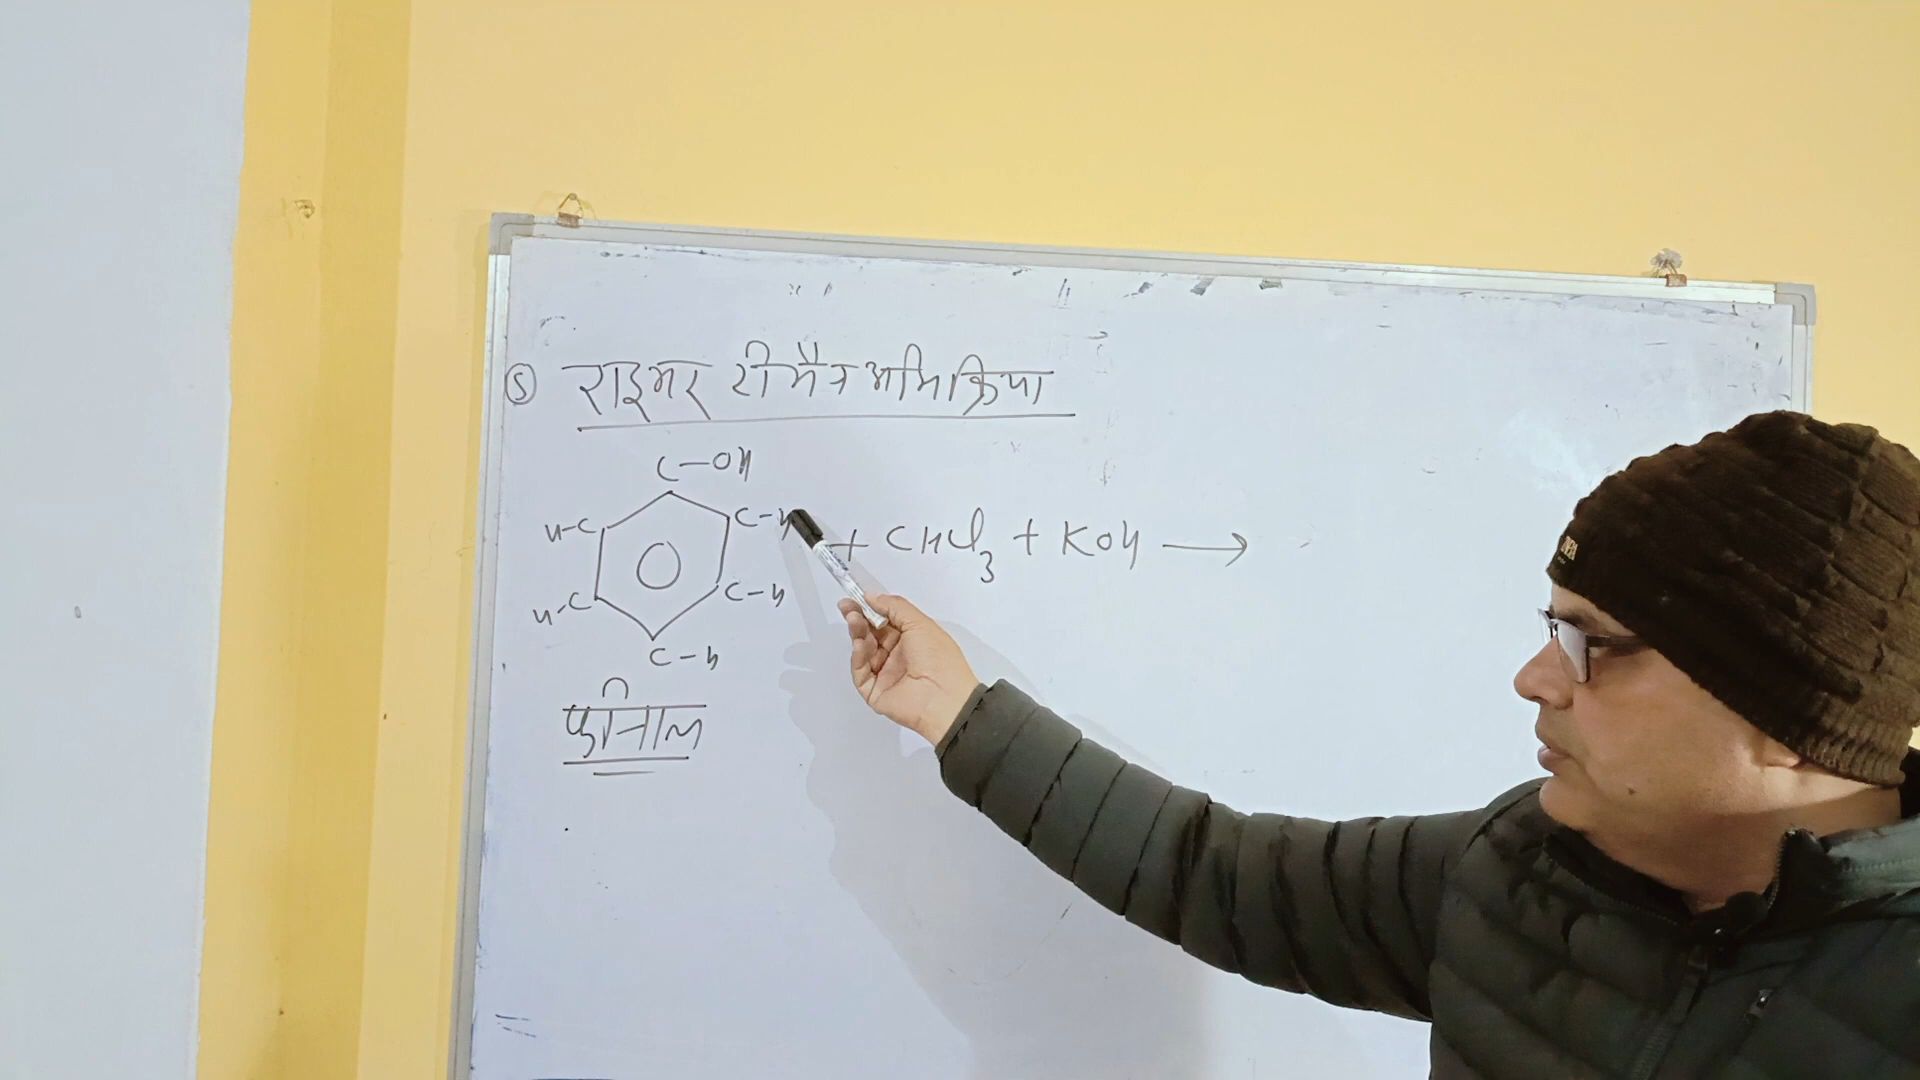 ⑤ राइमर टीमैन अभिक्रिया
C-OH
H-C C-H + CHCl₃ + KOH →
H-C C-H
C-H
फीनॉल